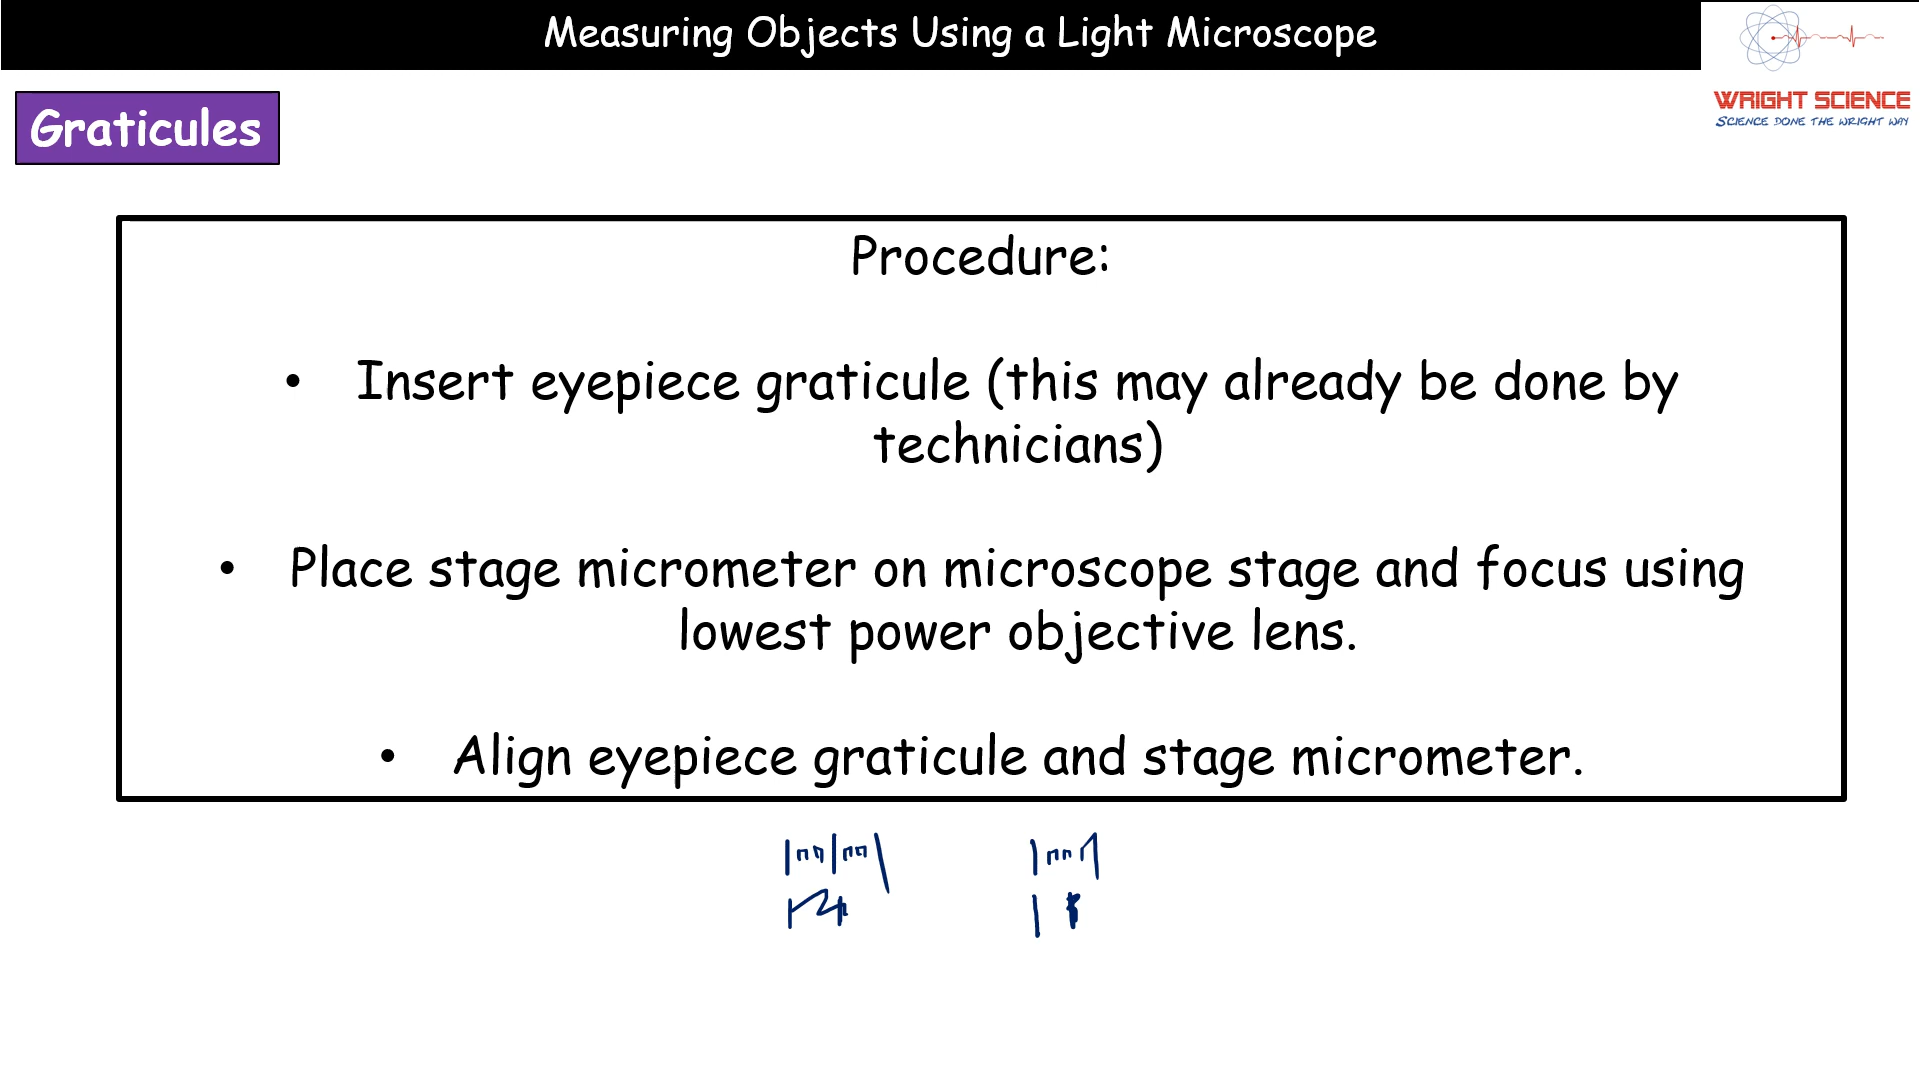 Measuring Objects Using a Light Microscope
WRIGHT SCIENCE
SCIENCE DONE THE WRIGHT WAY
Graticules
Procedure:
• Insert eyepiece graticule (this may already be done by
technicians)
• Place stage micrometer on microscope stage and focus using
lowest power objective lens.
• Align eyepiece graticule and stage micrometer.